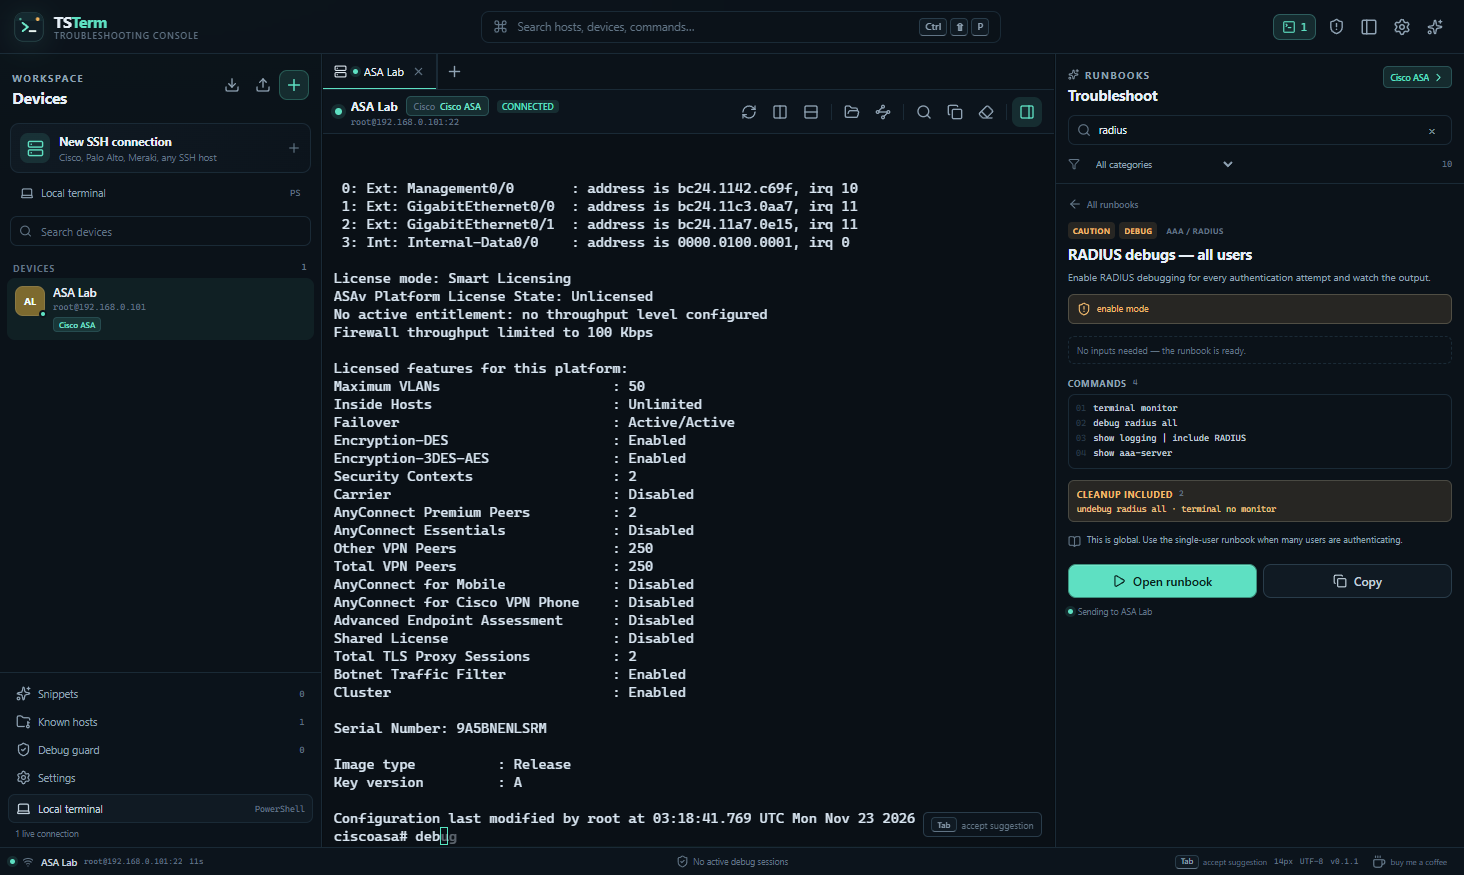 TSTerm
TROUBLESHOOTING CONSOLE
Search hosts, devices, commands...
Ctrl
P
1
WORKSPACE
Devices
New SSH connection
Cisco, Palo Alto, Meraki, any SSH host
Local terminal
PS
Search devices
DEVICES
1
AL
ASA Lab
root@192.168.0.101
Cisco ASA
Snippets
0
Known hosts
1
Debug guard
0
Settings
Local terminal
PowerShell
1 live connection
ASA Lab
ASA Lab
Cisco Cisco ASA
CONNECTED
root@192.168.0.101:22
0: Ext: Management0/0 : address is bc24.1142.c69f, irq 10
1: Ext: GigabitEthernet0/0 : address is bc24.11c3.0aa7, irq 11
2: Ext: GigabitEthernet0/1 : address is bc24.11a7.0e15, irq 11
3: Int: Internal-Data0/0 : address is 0000.0100.0001, irq 0
License mode: Smart Licensing
ASAv Platform License State: Unlicensed
No active entitlement: no throughput level configured
Firewall throughput limited to 100 Kbps
Licensed features for this platform:
Maximum VLANs : 50
Inside Hosts : Unlimited
Failover : Active/Active
Encryption-DES : Enabled
Encryption-3DES-AES : Enabled
Security Contexts : 2
Carrier : Disabled
AnyConnect Premium Peers : 2
AnyConnect Essentials : Disabled
Other VPN Peers : 250
Total VPN Peers : 250
AnyConnect for Mobile : Disabled
AnyConnect for Cisco VPN Phone : Disabled
Advanced Endpoint Assessment : Disabled
Shared License : Disabled
Total TLS Proxy Sessions : 2
Botnet Traffic Filter : Enabled
Cluster : Enabled
Serial Number: 9A5BNENLSRM
Image type : Release
Key version : A
Configuration last modified by root at 03:18:41.769 UTC Mon Nov 23 2026
ciscoasa# debug
Tab accept suggestion
RUNBOOKS
Troubleshoot
Cisco ASA
radius
All categories
10
All runbooks
CAUTION
DEBUG
AAA / RADIUS
RADIUS debugs — all users
Enable RADIUS debugging for every authentication attempt and watch the output.
enable mode
No inputs needed — the runbook is ready.
COMMANDS 4
01 terminal monitor
02 debug radius all
03 show logging | include RADIUS
04 show aaa-server
CLEANUP INCLUDED 2
undebug radius all · terminal no monitor
This is global. Use the single-user runbook when many users are authenticating.
Open runbook
Copy
Sending to ASA Lab
ASA Lab root@192.168.0.101:22 11s
No active debug sessions
Tab accept suggestion 14px UTF-8 v0.1.1 buy me a coffee